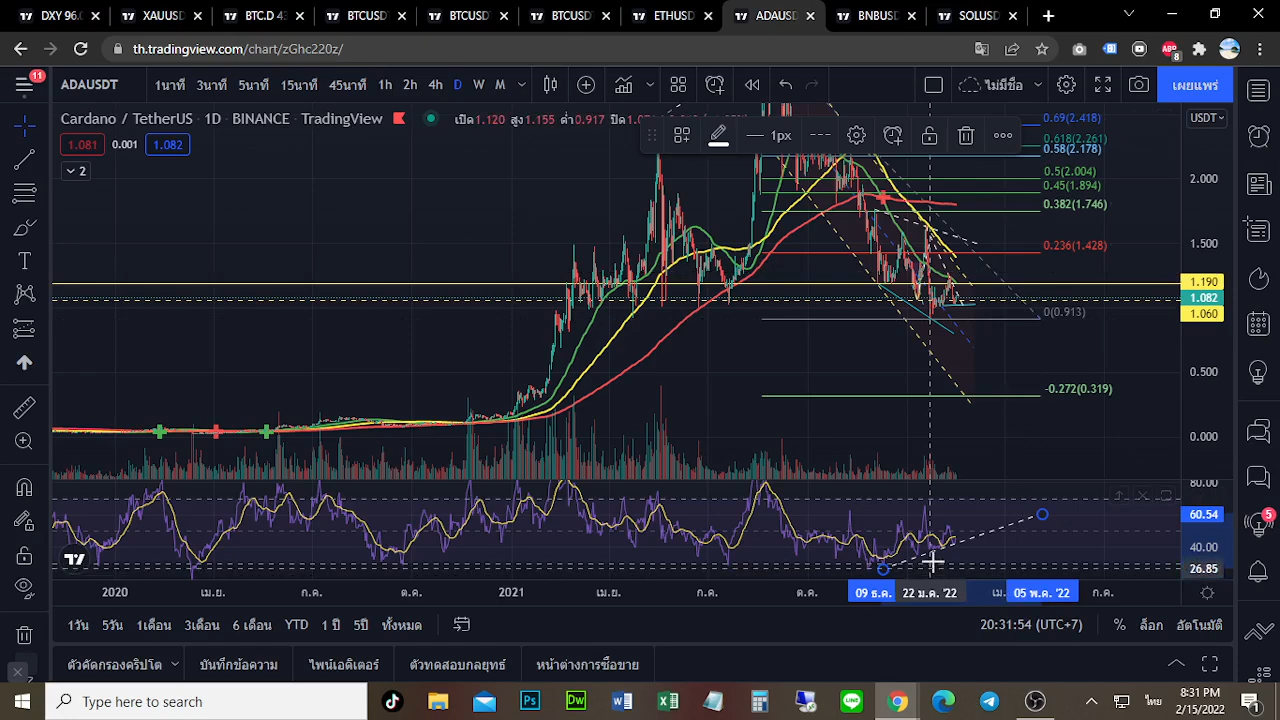 DXY 96.0
XAUUS
BTC.D 43
BTCUSD
BTCUSD
BTCUSD
ETHUSD
ADAUS
BNBUS
SOLUSD
th.tradingview.com/chart/zGhc220z/
8
11
ADAUSDT
1นาที
3นาที
5นาที
15นาที
45นาที
1h
2h
4h
D
W
M
ไม่มีชื่อ
เผยแพร่
Cardano / TetherUS · 1D · BINANCE · TradingView
เปิด1.120 สูง1.155 ต่ำ0.917
1.081
0.001
1.082
2
1px
USDT
0.69(2.418)
0.618(2.261)
0.58(2.178)
0.5(2.004)
0.45(1.894)
0.382(1.746)
0.236(1.428)
0(0.913)
-0.272(0.319)
2.000
1.500
1.190
1.082
1.060
0.500
0.000
80.00
60.54
40.00
26.85
5
2020
เม.ย.
ก.ค.
ต.ค.
2021
เม.ย.
ก.ค.
ต.ค.
09 ธ.ค. '21
22 ม.ค. '22
05 พ.ค. '22
ก.ค.
1วัน
5วัน
1เดือน
3เดือน
6 เดือน
YTD
1 ปี
5ปี
ทั้งหมด
20:31:54 (UTC+7)
%
ล็อก
อัตโนมัติ
ตัวคัดกรองคริปโต
บันทึกข้อความ
ไพน์เอดิเตอร์
ตัวทดสอบกลยุทธ์
หน้าต่างการซื้อขาย
Type here to search
ไทย
8:31 PM
2/15/2022
1